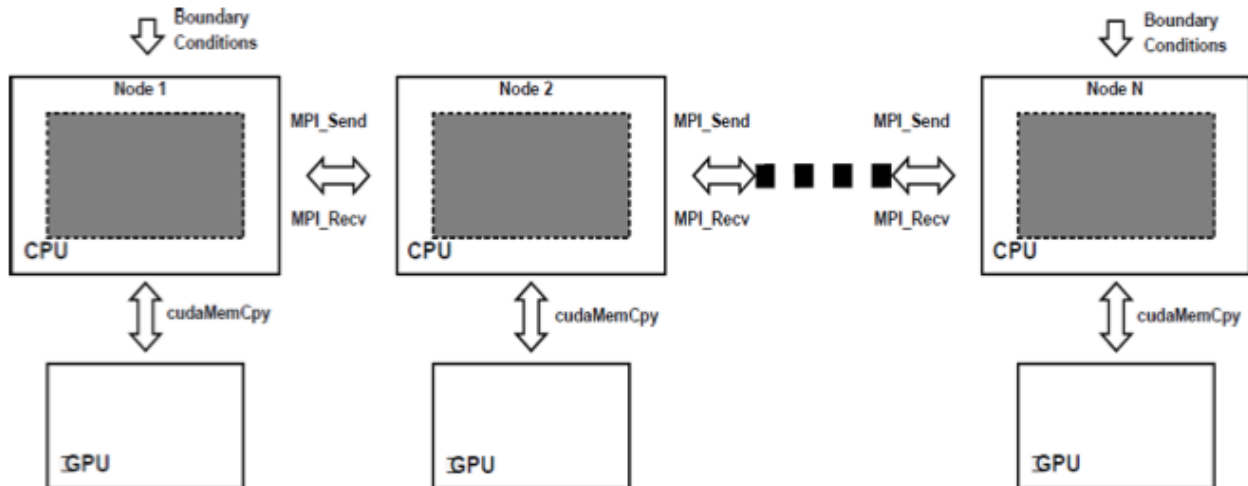 Boundary
Conditions
Boundary
Conditions
Node 1
Node 2
Node N
MPI_Send
MPI_Send
MPI_Send
MPI_Recv
MPI_Recv
MPI_Recv
CPU
CPU
CPU
cudaMemCpy
cudaMemCpy
cudaMemCpy
GPU
GPU
GPU